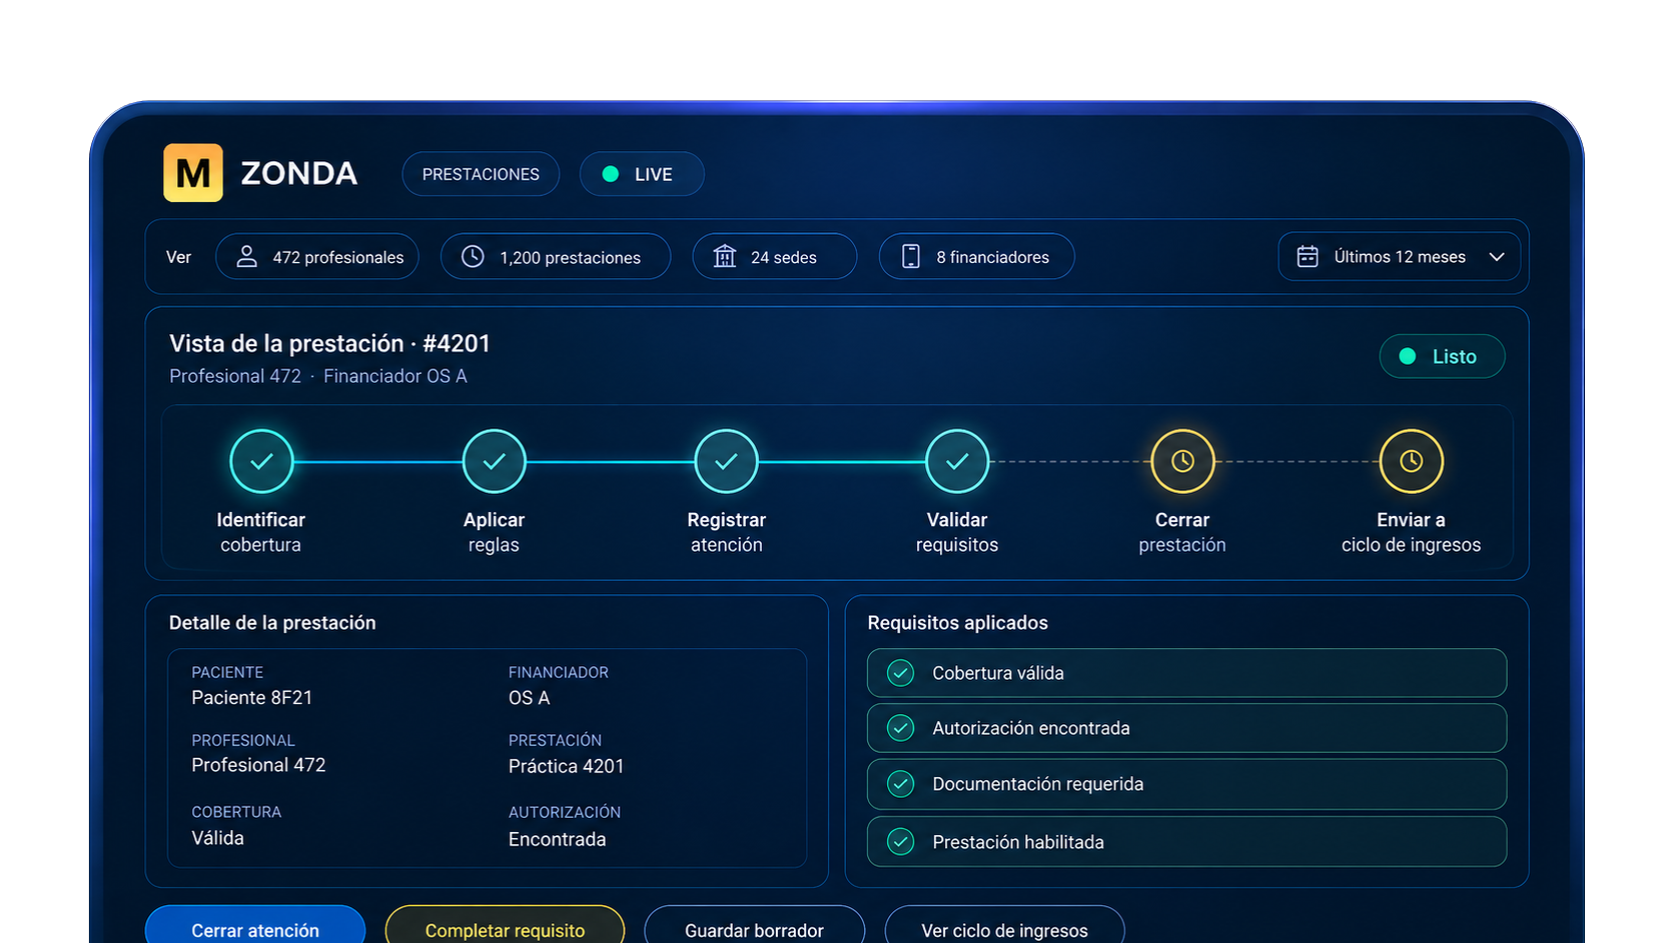 M ZONDA PRESTACIONES LIVE
Ver 472 profesionales 1,200 prestaciones 24 sedes 8 financiadores Últimos 12 meses
Vista de la prestación · #4201
Listo
Profesional 472 · Financiador OS A
Identificar
cobertura
Aplicar
reglas
Registrar
atención
Validar
requisitos
Cerrar
prestación
Enviar a
ciclo de ingresos
Detalle de la prestación
PACIENTE
Paciente 8F21
FINANCIADOR
OS A
PROFESIONAL
Profesional 472
PRESTACIÓN
Práctica 4201
COBERTURA
Válida
AUTORIZACIÓN
Encontrada
Requisitos aplicados
Cobertura válida
Autorización encontrada
Documentación requerida
Prestación habilitada
Cerrar atención
Completar requisito
Guardar borrador
Ver ciclo de ingresos